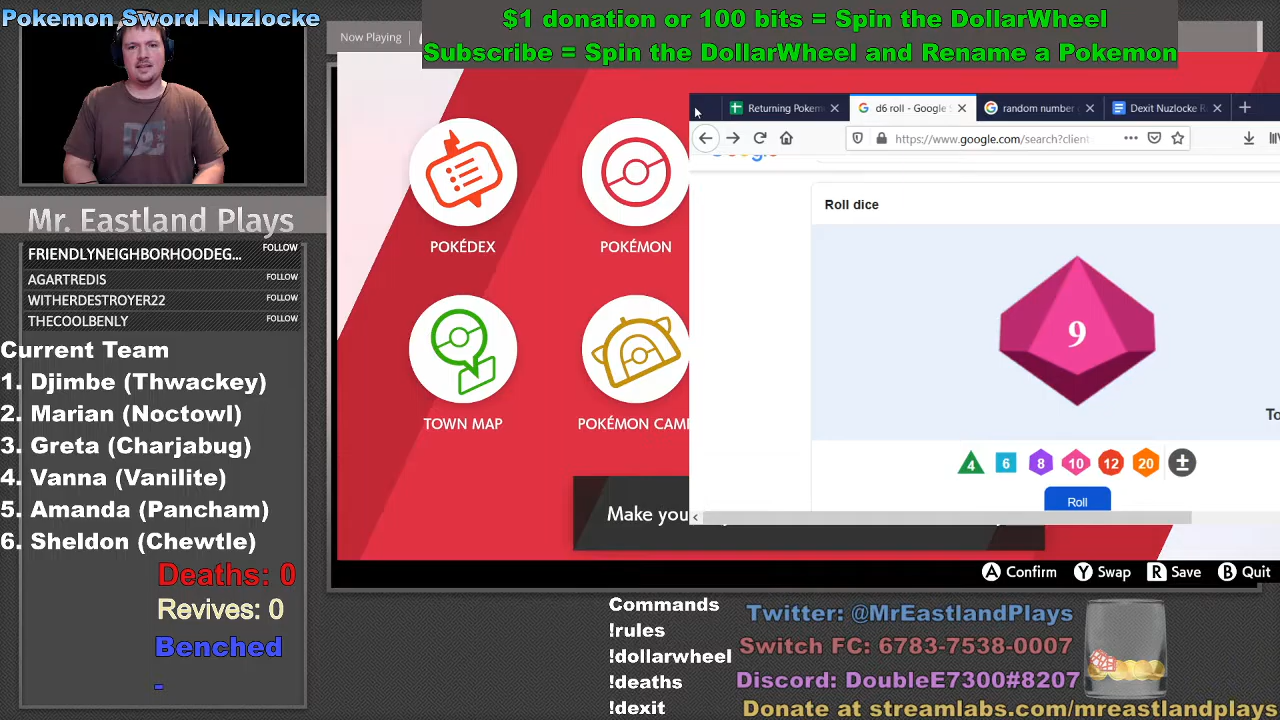 Pokemon Sword Nuzlocke
$1 donation or 100 bits = Spin the DollarWheel
Subscribe = Spin the DollarWheel and Rename a Pokemon
Now Playing
Mr. Eastland Plays
FRIENDLYNEIGHBORHOODEG... FOLLOW
AGARTREDIS FOLLOW
WITHERDESTROYER22 FOLLOW
THECOOLBENLY FOLLOW
Current Team
1. Djimbe (Thwackey)
2. Marian (Noctowl)
3. Greta (Charjabug)
4. Vanna (Vanilite)
5. Amanda (Pancham)
6. Sheldon (Chewtle)
Deaths: 0
Revives: 0
Benched
-
POKÉDEX
POKÉMON
TOWN MAP
POKÉMON CAM
Make you
Returning Pokem
d6 roll - Google
random number
Dexit Nuzlocke R
https://www.google.com/search?client
Roll dice
9
To
4 6 8 10 12 20
Roll
A Confirm Y Swap R Save B Quit
Commands
!rules
!dollarwheel
!deaths
!dexit
Twitter: @MrEastlandPlays
Switch FC: 6783-7538-0007
Discord: DoubleE7300#8207
Donate at streamlabs.com/mreastlandplays